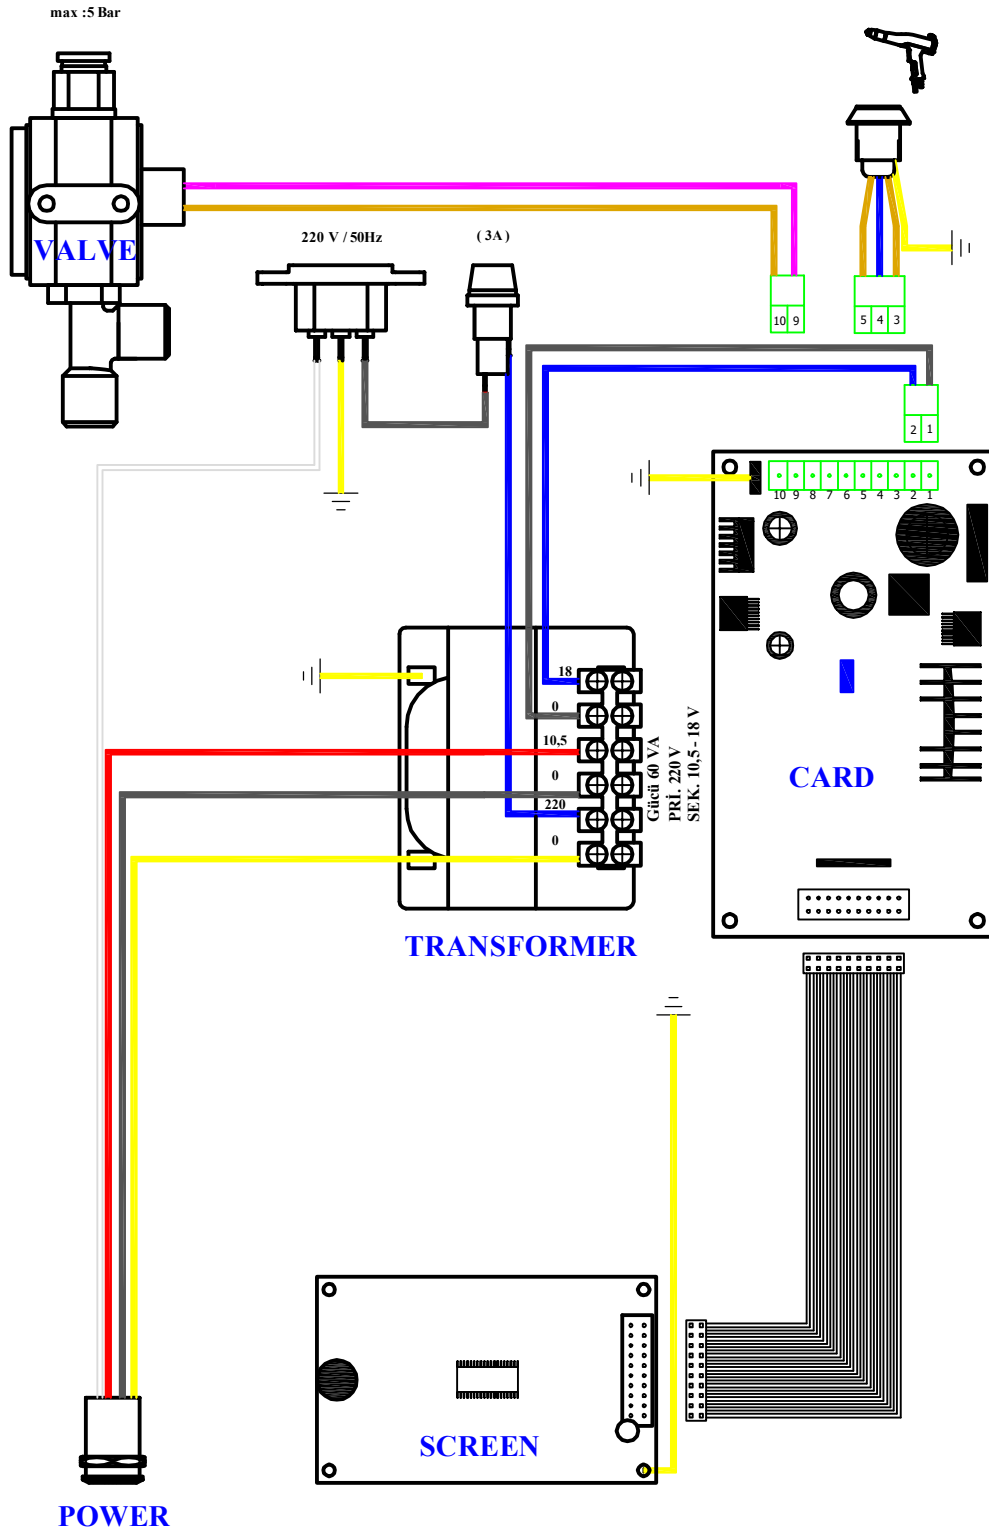 max :5 Bar
VALVE
220 V / 50Hz
( 3A )
10 9
5 4 3
2 1
10 9 8 7 6 5 4 3 2 1
18
0
10,5
0
220
0
Gücü 60 VA
PRİ. 220 V
SEK. 10,5 - 18 V
CARD
TRANSFORMER
SCREEN
POWER